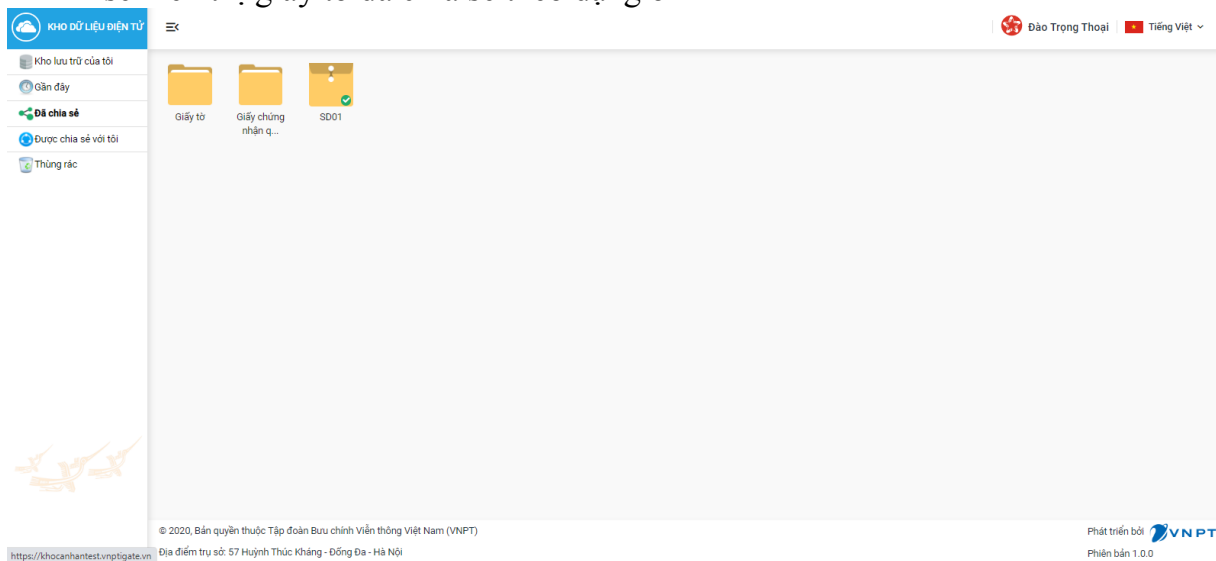 KHO DỮ LIỆU ĐIỆN TỬ
Đào Trọng Thoại
Tiếng Việt
Kho lưu trữ của tôi
Gần đây
Đã chia sẻ
Được chia sẻ với tôi
Thùng rác
Giấy tờ
Giấy chứng nhận q...
SD01
© 2020, Bản quyền thuộc Tập đoàn Bưu chính Viễn thông Việt Nam (VNPT)
Địa điểm trụ sở: 57 Huỳnh Thúc Kháng - Đống Đa - Hà Nội
Phát triển bởi VNPT
Phiên bản 1.0.0
https://khocanhantest.vnptigate.vn